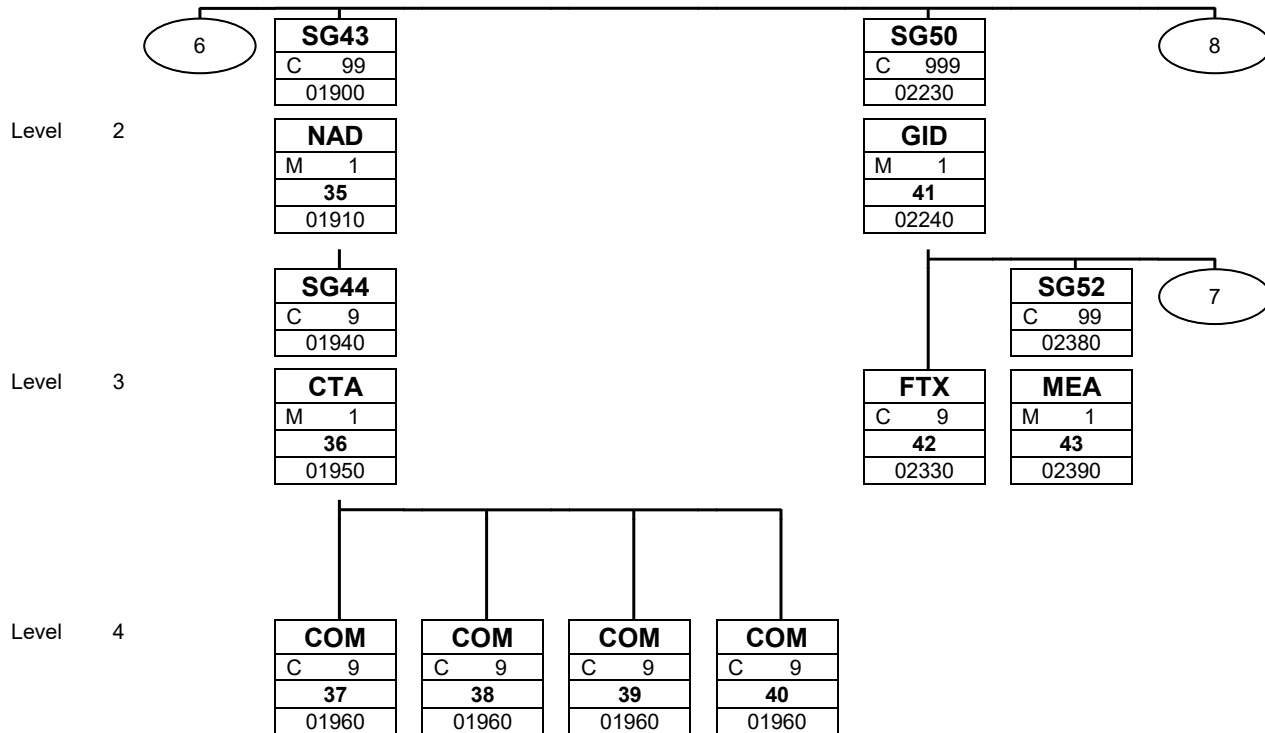 6 SG43 SG50 8
C 99 C 999
01900 02230
Level 2 NAD GID
M 1 M 1
35 41
01910 02240
SG44 SG52 7
C 9 C 99
01940 02380
Level 3 CTA FTX MEA
M 1 C 9 M 1
36 42 43
01950 02330 02390
Level 4 COM COM COM COM
C 9 C 9 C 9 C 9
37 38 39 40
01960 01960 01960 01960